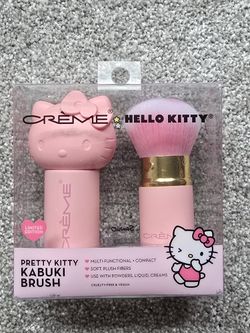 CRÈME HELLO KITTY
CRÈME
CRÈME
LIMITED EDITION
PRETTY KITTY
KABUKI
BRUSH
• MULTI-FUNCTIONAL • COMPACT
• SOFT, PLUSH FIBERS
• USE WITH POWDERS, LIQUID, CREAMS
CRUELTY-FREE & VEGAN